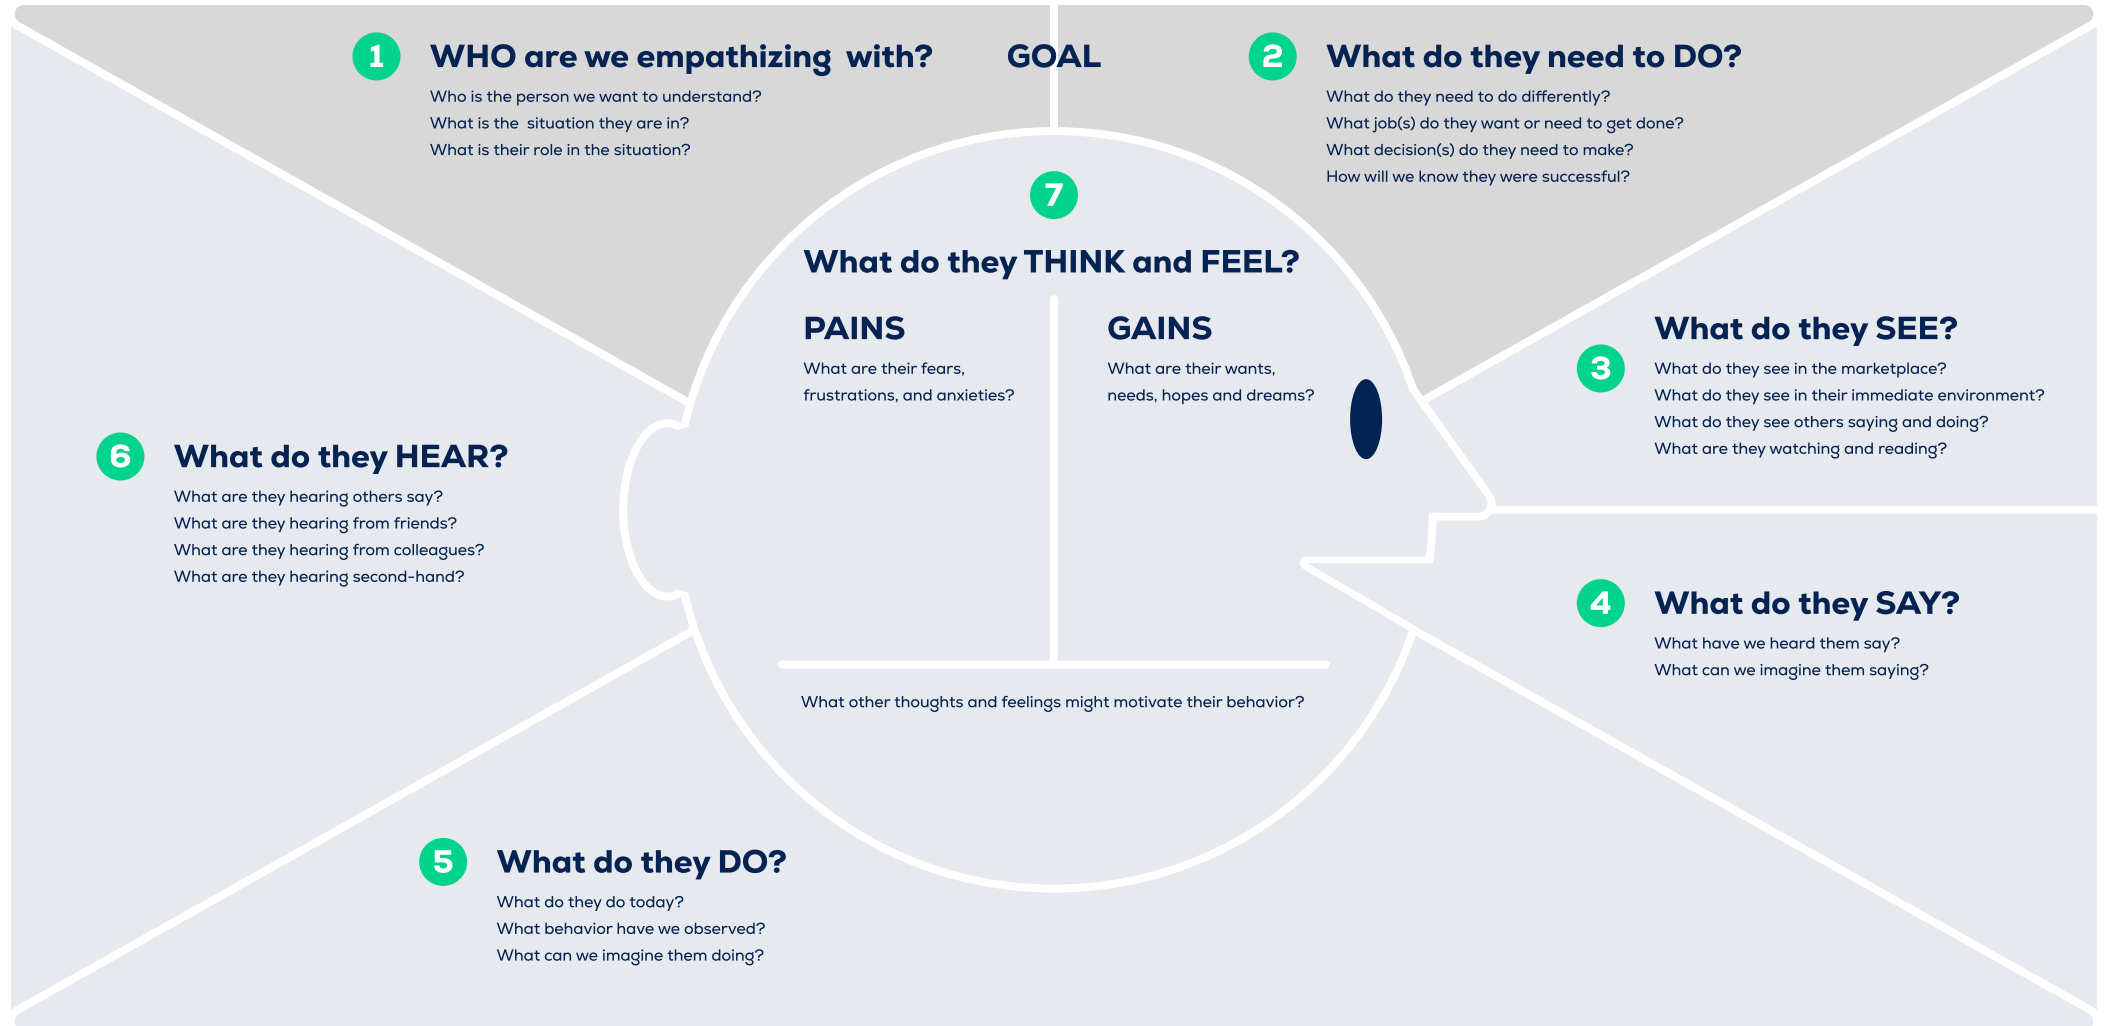 1
WHO are we empathizing with?
Who is the person we want to understand?
What is the situation they are in?
What is their role in the situation?
GOAL
2
What do they need to DO?
What do they need to do differently?
What job(s) do they want or need to get done?
What decision(s) do they need to make?
How will we know they were successful?
3
What do they SEE?
What do they see in the marketplace?
What do they see in their immediate environment?
What do they see others saying and doing?
What are they watching and reading?
4
What do they SAY?
What have we heard them say?
What can we imagine them saying?
5
What do they DO?
What do they do today?
What behavior have we observed?
What can we imagine them doing?
6
What do they HEAR?
What are they hearing others say?
What are they hearing from friends?
What are they hearing from colleagues?
What are they hearing second-hand?
7
What do they THINK and FEEL?
PAINS
What are their fears,
frustrations, and anxieties?
GAINS
What are their wants,
needs, hopes and dreams?
What other thoughts and feelings might motivate their behavior?